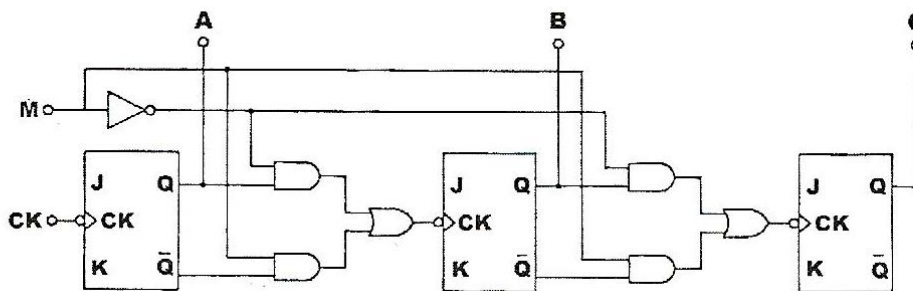 A B
M
J Q J Q J Q
CK CK CK CK
K Q̅ K Q̅ K Q̅